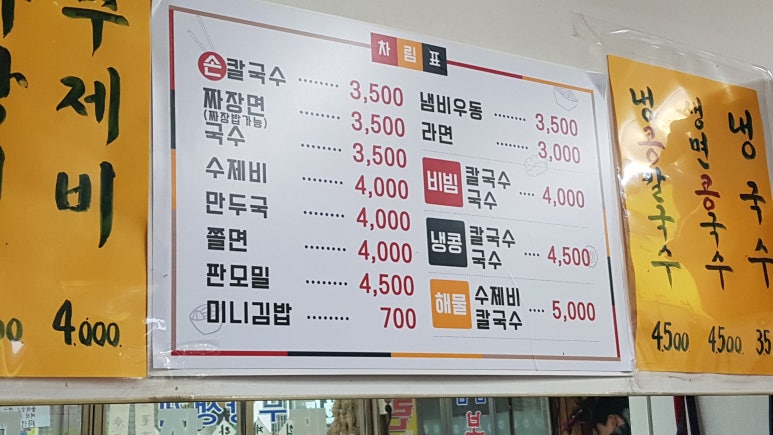 수제비
4.000.
차림표
손칼국수 ........ 3,500
짜장면 ........ 3,500
(짜장밥가능)
국수 ........ 3,500
수제비 ........ 4,000
만두국 ........ 4,000
쫄면 ........ 4,000
판모밀 ........ 4,500
미니김밥 ........ 700
냄비우동 ........ 3,500
라면 ........ 3,000
비빔 칼국수
국수 .... 4,000
냉콩 칼국수
국수 .... 4,500
해물 수제비
칼국수 .... 5,000
냉콩칼국수
4.500
생면콩국수
4.500.
냉국수